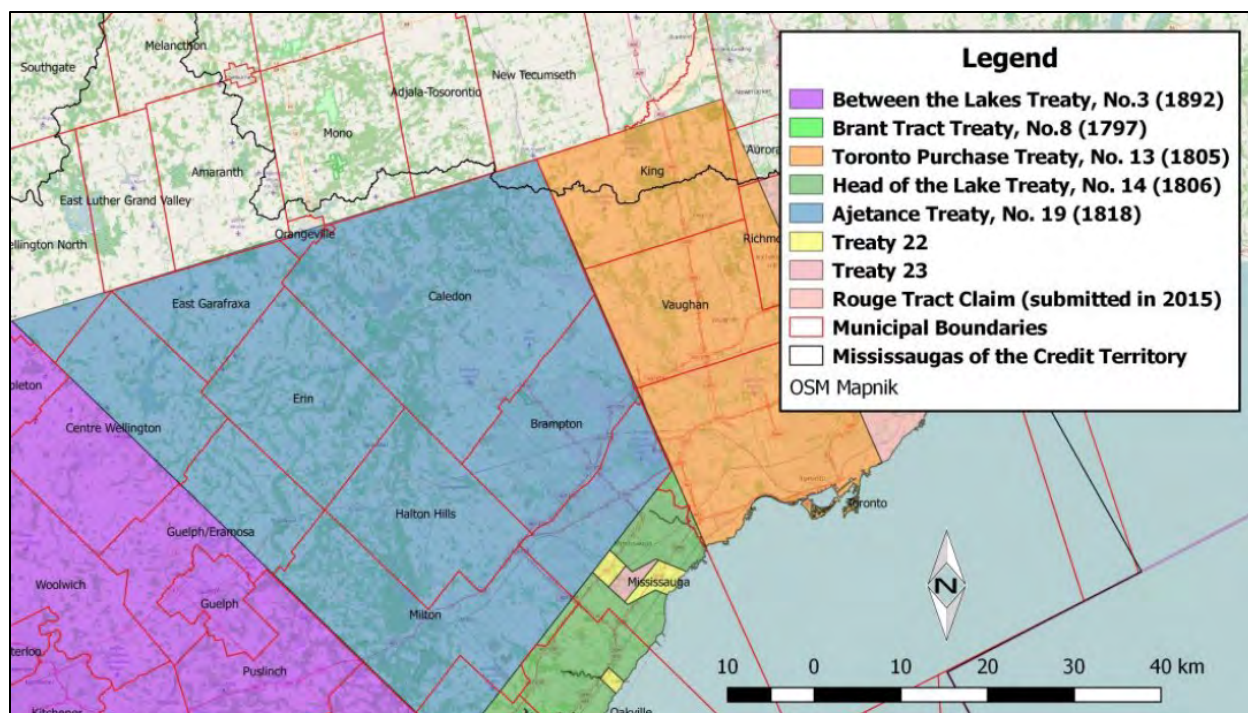 Melancthon
Southgate
Adjala-Tosorontio
New Tecumseth
Mono
Amaranth
East Luther Grand Valley
Orangeville
ellington North
King
Aurora
East Garafraxa
Caledon
Vaughan
Richm
Erin
Brampton
pleton
Centre Wellington
Halton Hills
Guelph/Eramosa
Woolwich
Guelph
Milton
Mississauga
Toronto
terloo
Puslinch
Kitchener
Oakville
Legend
Between the Lakes Treaty, No.3 (1892)
Brant Tract Treaty, No.8 (1797)
Toronto Purchase Treaty, No. 13 (1805)
Head of the Lake Treaty, No. 14 (1806)
Ajetance Treaty, No. 19 (1818)
Treaty 22
Treaty 23
Rouge Tract Claim (submitted in 2015)
Municipal Boundaries
Mississaugas of the Credit Territory
OSM Mapnik
N
10 0 10 20 30 40 km